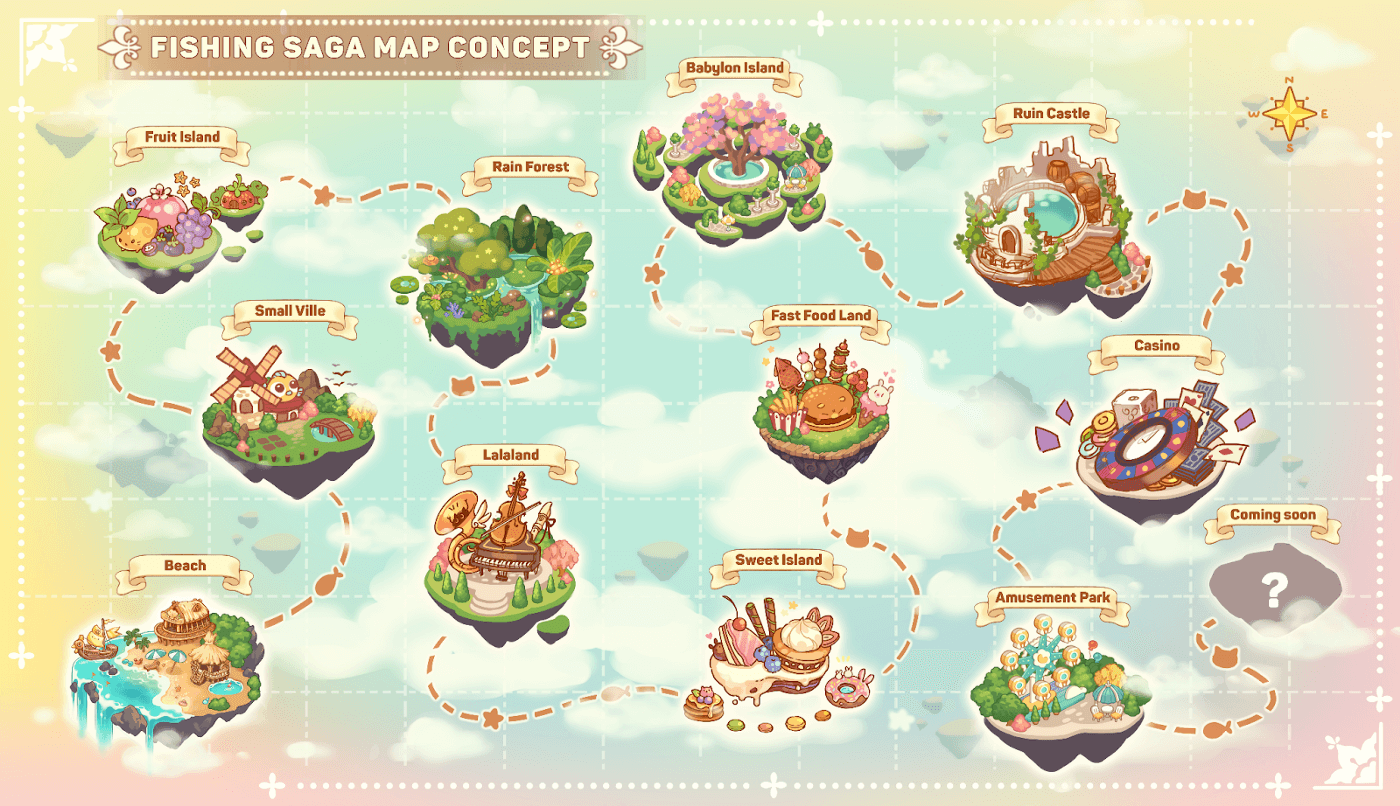 FISHING SAGA MAP CONCEPT
Babylon Island
Ruin Castle
N
W
E
S
Fruit Island
Rain Forest
Small Ville
Fast Food Land
Casino
Lalaland
Coming soon
?
Beach
Sweet Island
Amusement Park